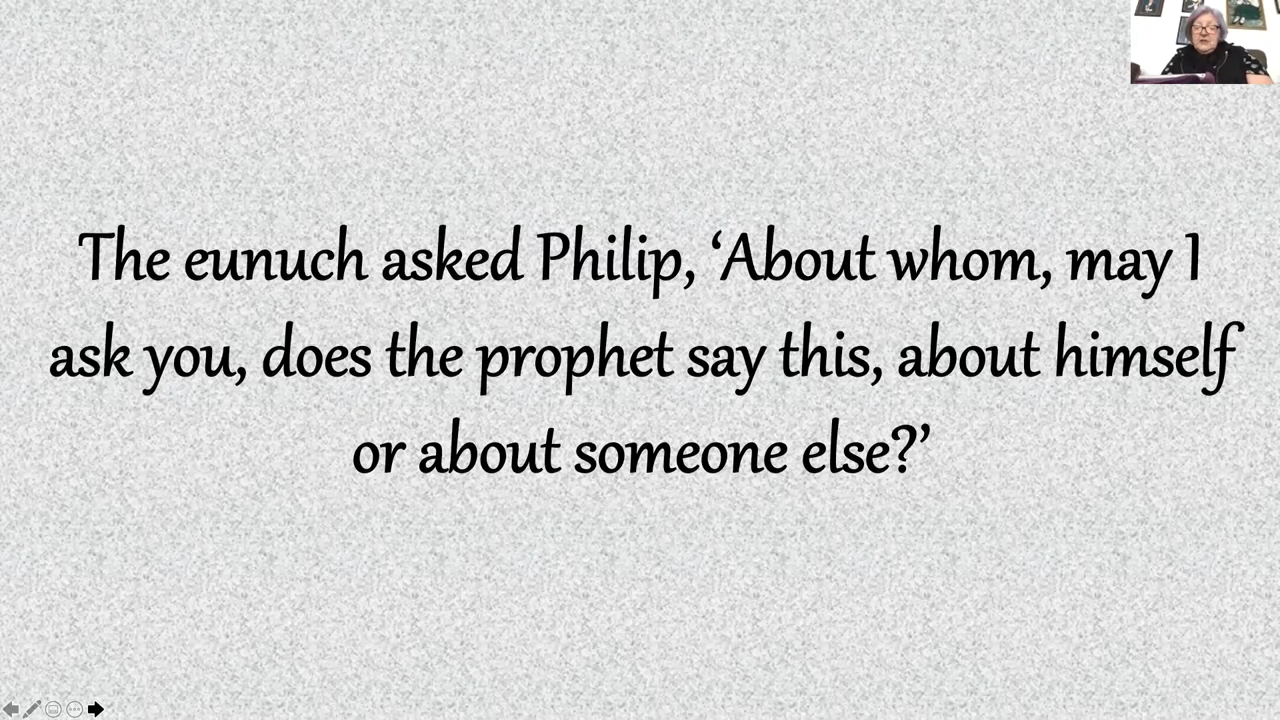 The eunuch asked Philip, ‘About whom, may I
ask you, does the prophet say this, about himself
or about someone else?’